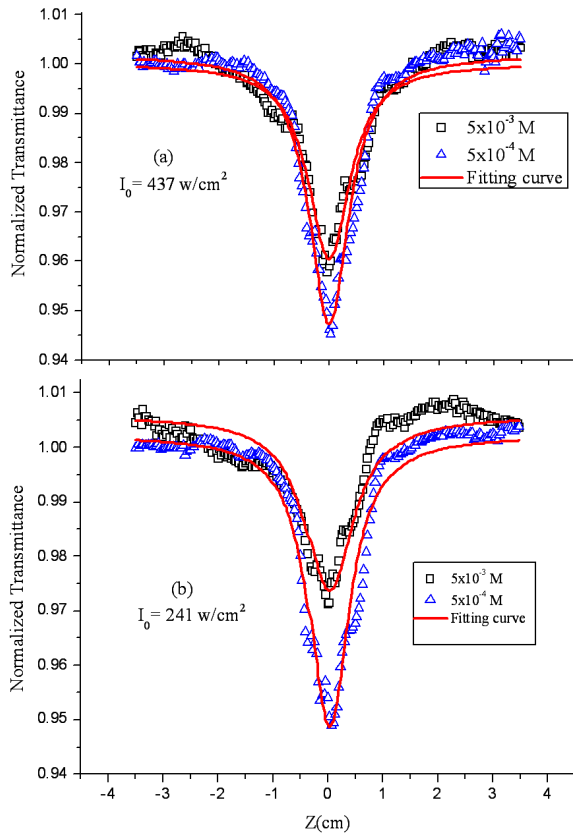 1.01
1.00
0.99
0.98
0.97
0.96
0.95
0.94
Normalized Transmittance
(a)
I₀= 437 w/cm²
5x10⁻³ M
5x10⁻⁴ M
Fitting curve
1.01
1.00
0.99
0.98
0.97
0.96
0.95
0.94
Normalized Transmittance
(b)
I₀= 241 w/cm²
5x10⁻³ M
5x10⁻⁴ M
Fitting curve
-4 -3 -2 -1 0 1 2 3 4
Z(cm)